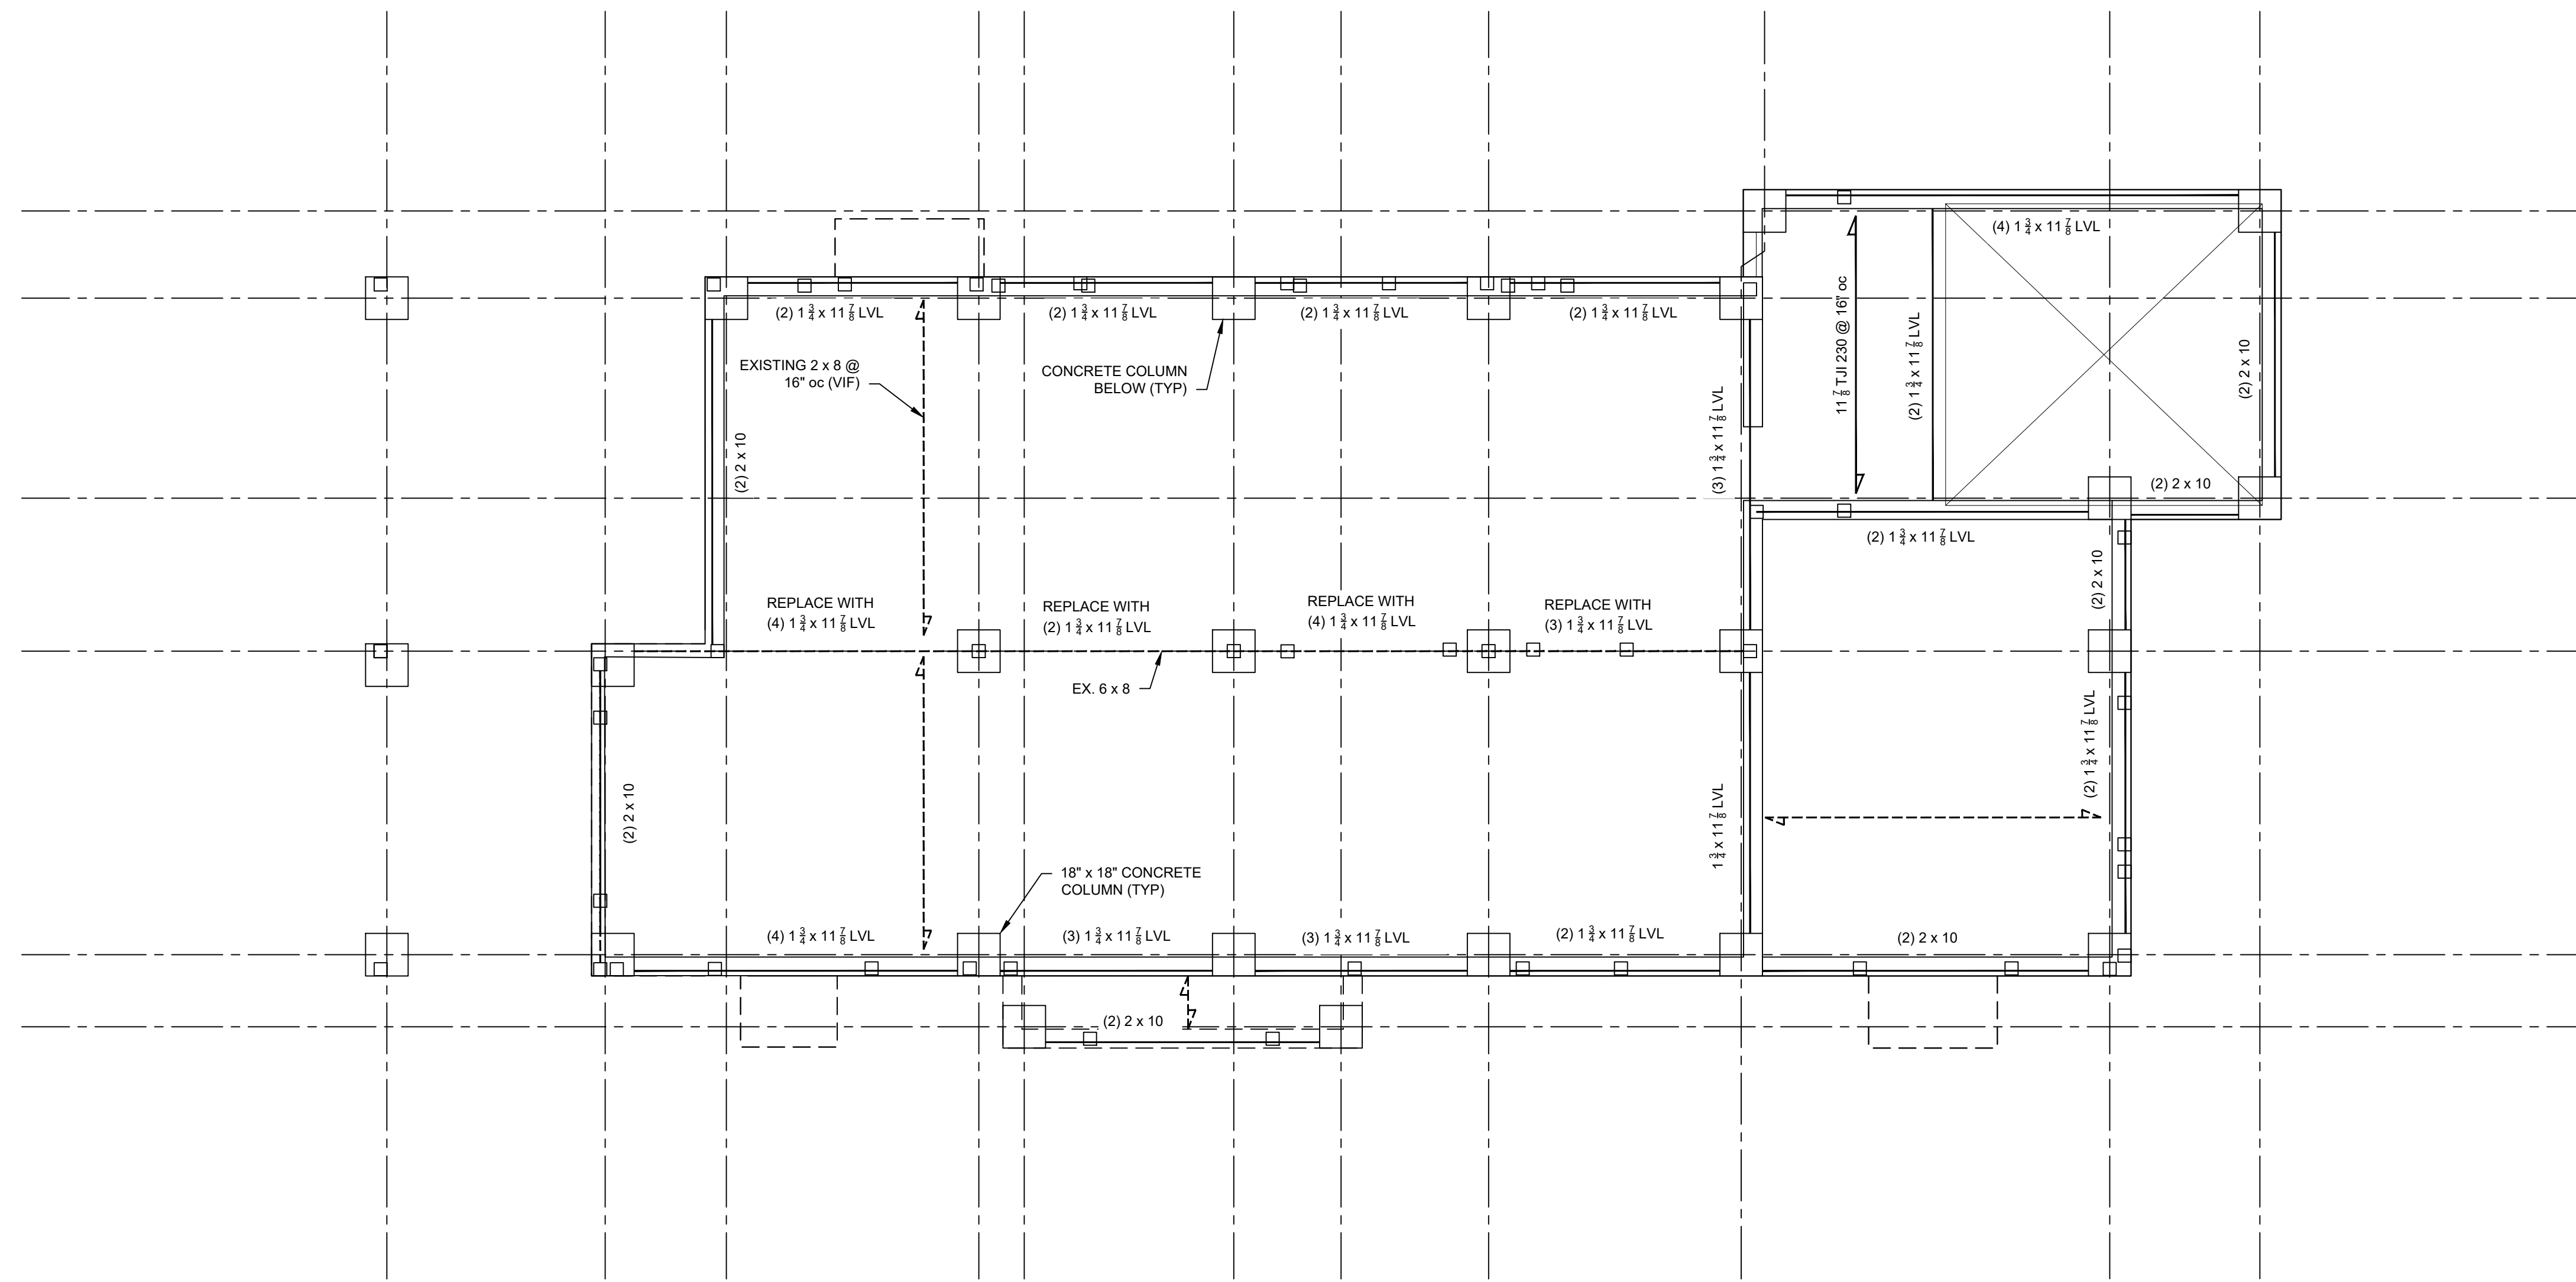 (4) 1 3/4 x 11 7/8 LVL
11 7/8 TJI 230 @ 16" oc
(2) 1 3/4 x 11 7/8 LVL
(2) 2 x 10
(2) 2 x 10
(2) 1 3/4 x 11 7/8 LVL
(2) 1 3/4 x 11 7/8 LVL
(2) 1 3/4 x 11 7/8 LVL
(2) 1 3/4 x 11 7/8 LVL
(2) 1 3/4 x 11 7/8 LVL
EXISTING 2 x 8 @
16" oc (VIF)
CONCRETE COLUMN
BELOW (TYP)
(2) 2 x 10
(3) 1 3/4 x 11 7/8 LVL
(2) 2 x 10
REPLACE WITH
(4) 1 3/4 x 11 7/8 LVL
REPLACE WITH
(2) 1 3/4 x 11 7/8 LVL
REPLACE WITH
(4) 1 3/4 x 11 7/8 LVL
REPLACE WITH
(3) 1 3/4 x 11 7/8 LVL
EX. 6 x 8
(2) 1 3/4 x 11 7/8 LVL
(2) 2 x 10
1 3/4 x 11 7/8 LVL
18" x 18" CONCRETE
COLUMN (TYP)
(4) 1 3/4 x 11 7/8 LVL
(3) 1 3/4 x 11 7/8 LVL
(3) 1 3/4 x 11 7/8 LVL
(2) 1 3/4 x 11 7/8 LVL
(2) 2 x 10
(2) 2 x 10